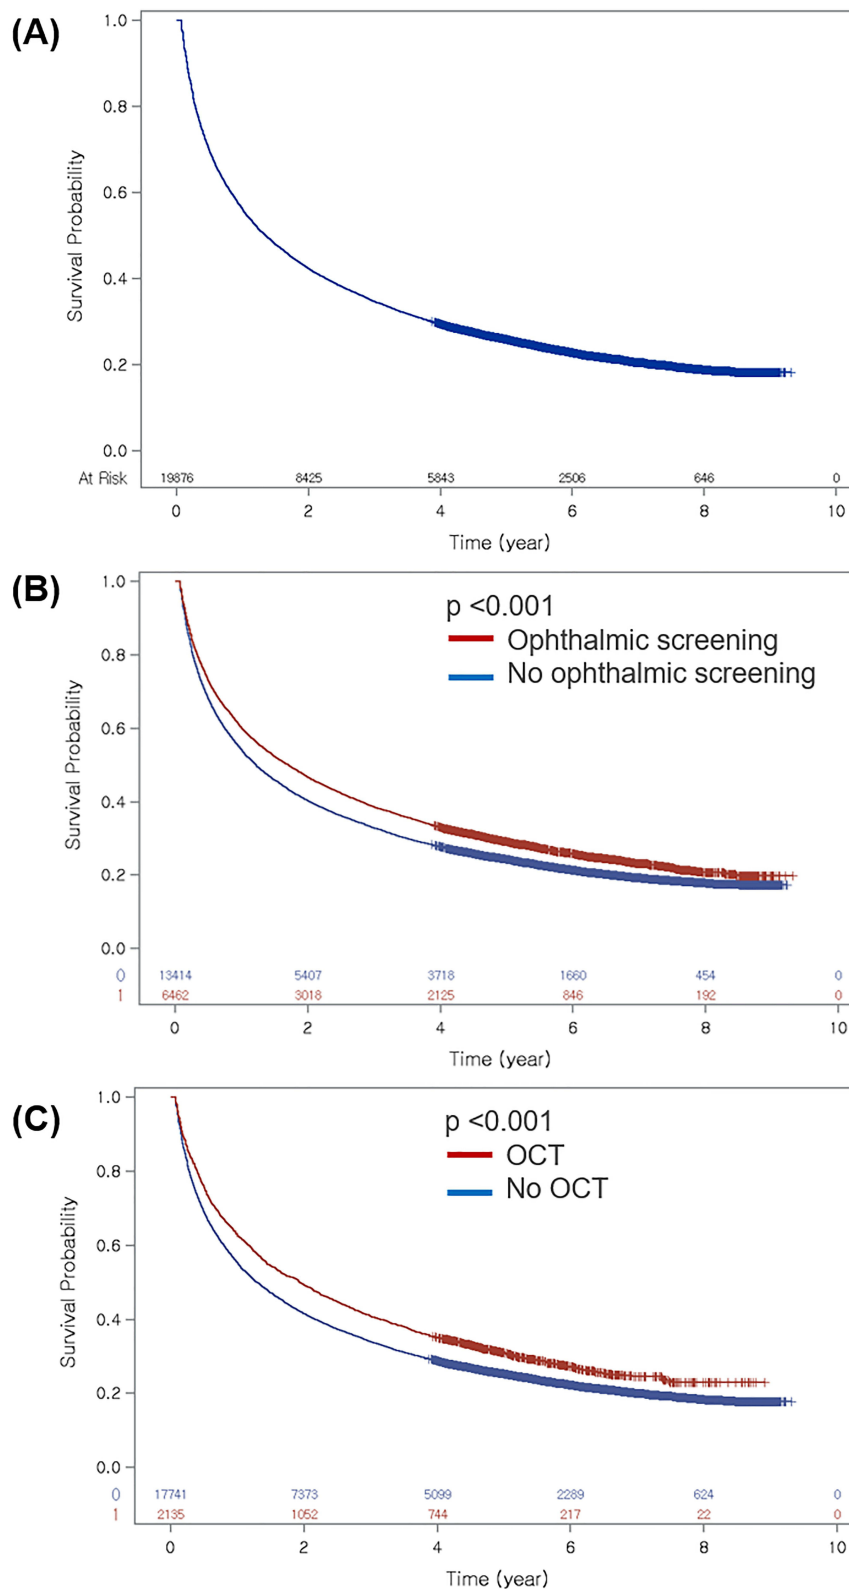 (A)
1.0
0.8
0.6
0.4
0.2
0.0
Survival Probability
At Risk 19876 8425 5843 2506 646 0
0 2 4 6 8 10
Time (year)
(B)
p <0.001
Ophthalmic screening
No ophthalmic screening
1.0
0.8
0.6
0.4
0.2
0.0
Survival Probability
0 13414 5407 3718 1660 454 0
1 6462 3018 2125 846 192 0
0 2 4 6 8 10
Time (year)
(C)
p <0.001
OCT
No OCT
1.0
0.8
0.6
0.4
0.2
0.0
Survival Probability
0 17741 7373 5099 2289 624 0
1 2135 1052 744 217 22 0
0 2 4 6 8 10
Time (year)